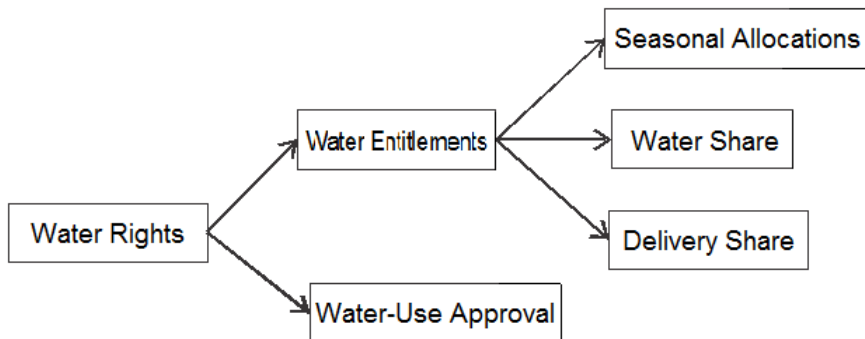 Seasonal Allocations
Water Entitlements
Water Share
Water Rights
Delivery Share
Water-Use Approval